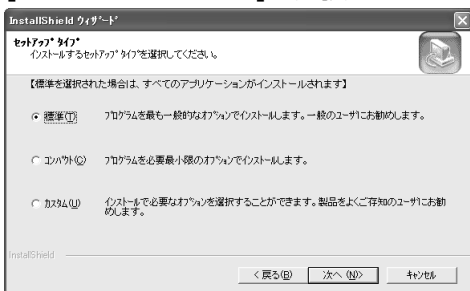 InstallShield ウィザード
セットアップ タイプ
インストールするセットアップ タイプを選択してください。
【標準を選択された場合は、すべてのアプリケーションがインストールされます】
標準(T) プログラムを最も一般的なオプションでインストールします。一般のユーザにお勧めします。
コンパクト(C) プログラムを必要最小限のオプションでインストールします。
カスタム(U) インストールで必要なオプションを選択することができます。製品をよくご存知のユーザにお勧
めします。
InstallShield
< 戻る(B) 次へ (N)> キャンセル